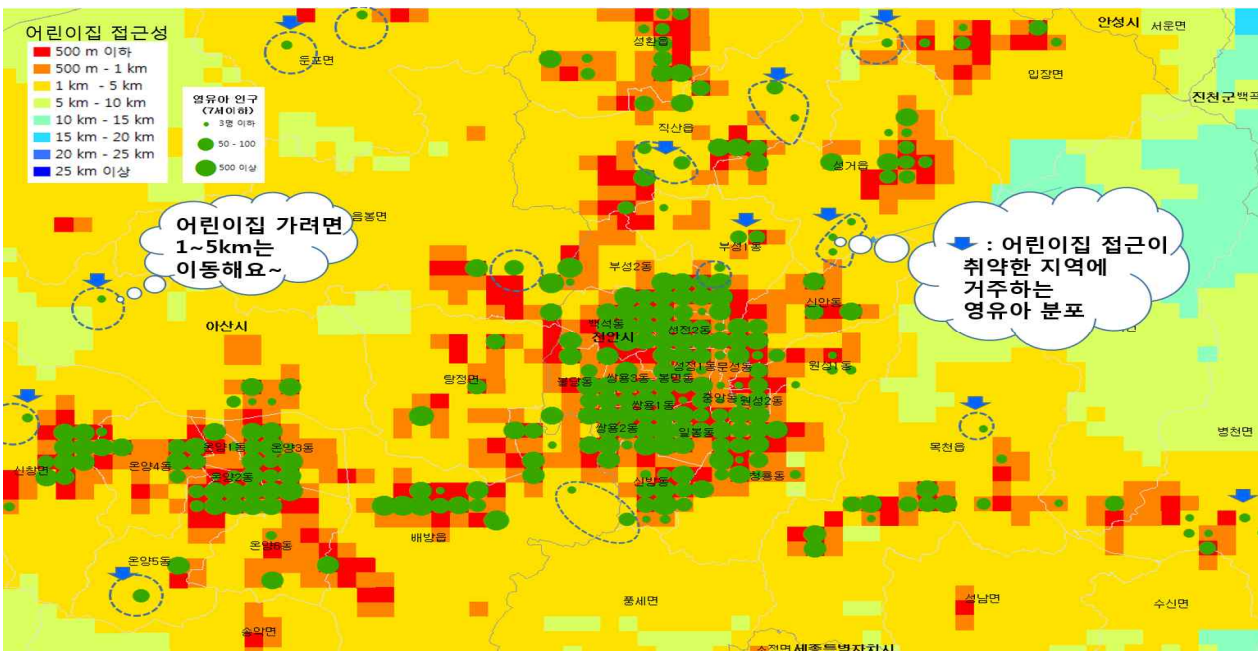 어린이집 접근성
500 m 이하
500 m - 1 km
1 km - 5 km
5 km - 10 km
10 km - 15 km
15 km - 20 km
20 km - 25 km
25 km 이상
영유아 인구
(7세이하)
3명 이하
50 - 100
500 이상
둔포면
성환읍
안성시
서운면
입장면
진천군
백곡
직산읍
성거읍
음봉면
어린이집 가려면
1~5km는
이동해요~
: 어린이집 접근이
취약한 지역에
거주하는
영유아 분포
부성1동
부성2동
신안동
아산시
백석동
성정2동
천안시
성정1동
문성동
원성1동
탕정면
불당동
쌍용3동
봉명동
중앙동
원성2동
쌍용1동
쌍용2동
일봉동
신방동
청룡동
목천읍
병천면
신창면
온양4동
온양1동
온양3동
온양2동
배방읍
온양5동
온양6동
송악면
풍세면
성남면
수신면
소정면
세종특별자치시